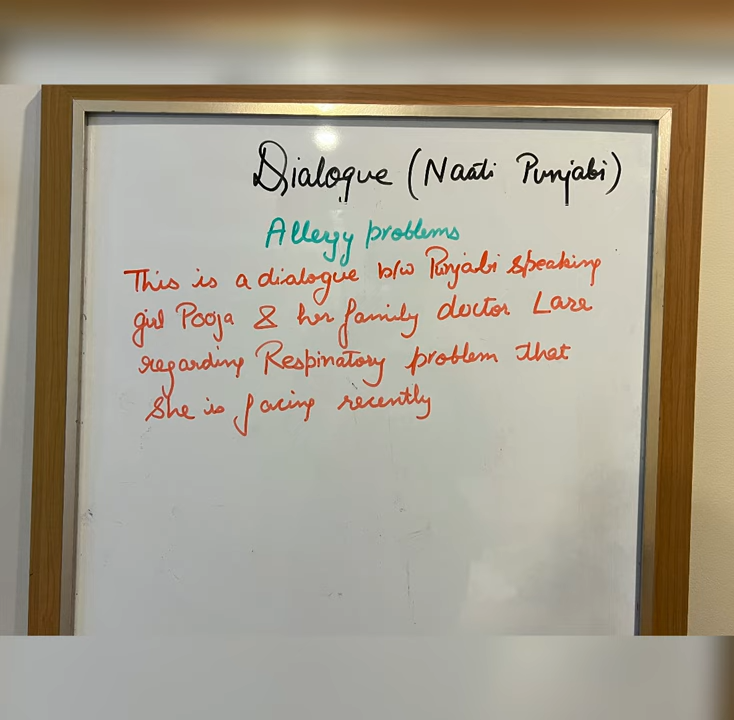 Dialogue (Naati Punjabi)
Allergy problems
This is a dialogue b/w Punjabi speaking
girl Pooja & her family doctor Lare
regarding Respiratory problem that
She is facing recently